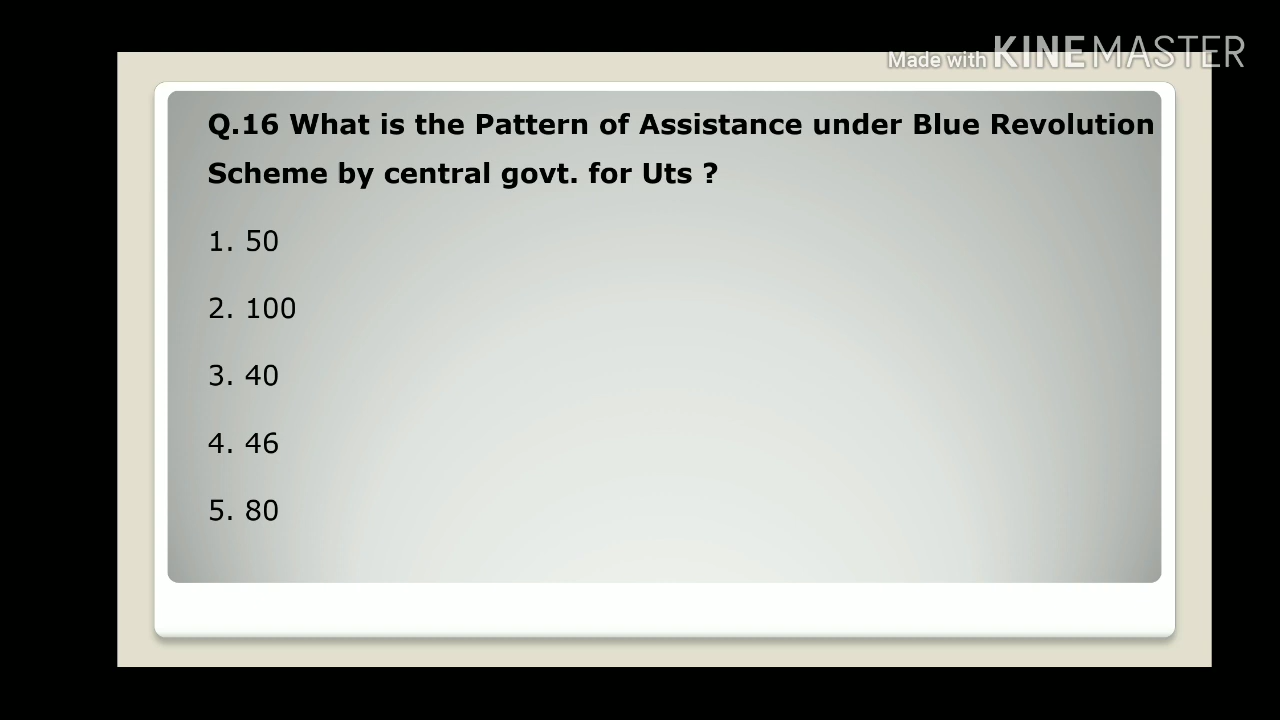 Made with KINEMASTER
Q.16 What is the Pattern of Assistance under Blue Revolution
Scheme by central govt. for Uts ?
1. 50
2. 100
3. 40
4. 46
5. 80